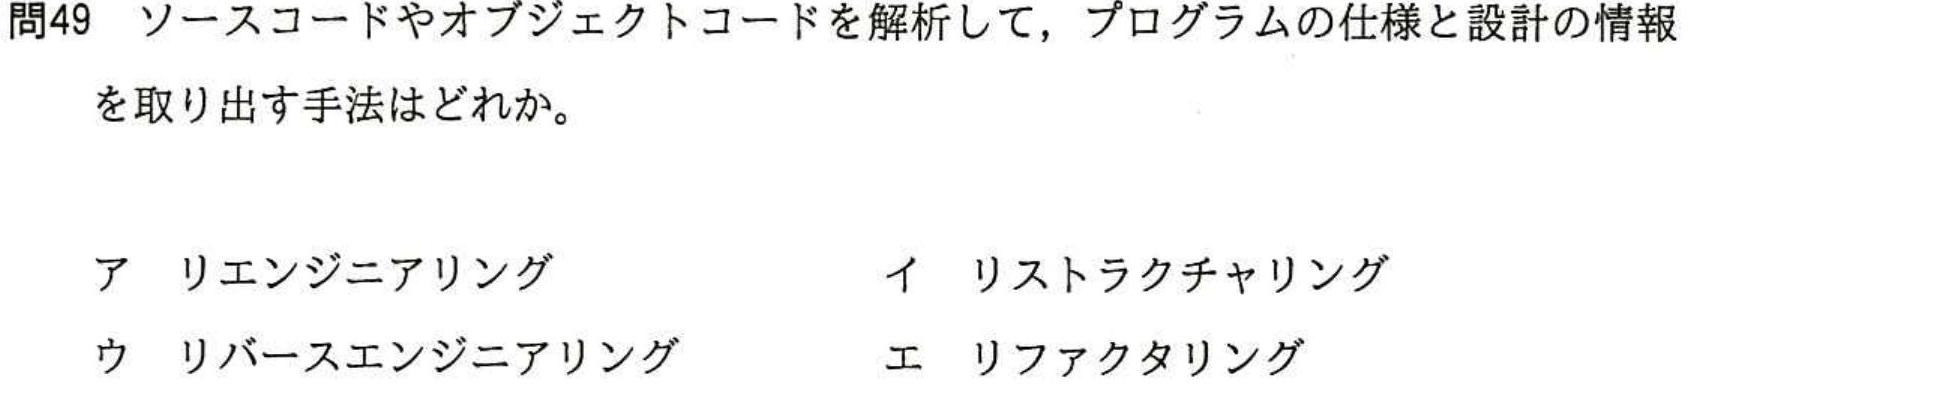 問49　ソースコードやオブジェクトコードを解析して，プログラムの仕様と設計の情報
を取り出す手法はどれか。
ア　リエンジニアリング　イ　リストラクチャリング
ウ　リバースエンジニアリング　エ　リファクタリング